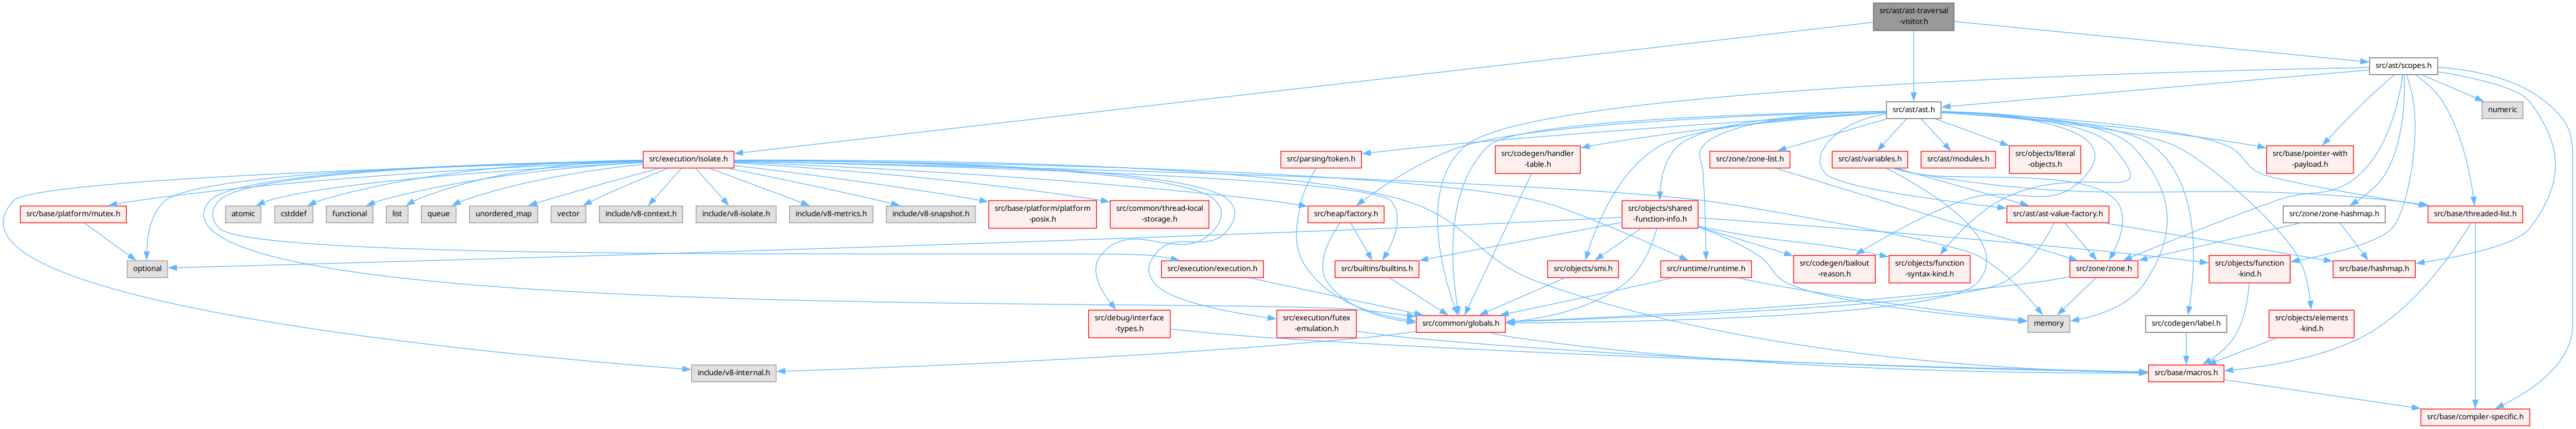 src/ast/ast-traversal
-visitor.h
src/ast/scopes.h
src/ast/ast.h
numeric
src/execution/isolate.h
src/parsing/token.h
src/codegen/handler
-table.h
src/zone/zone-list.h
src/ast/variables.h
src/ast/modules.h
src/objects/literal
-objects.h
src/base/pointer-with
-payload.h
src/base/platform/mutex.h
atomic
cstddef
functional
list
queue
unordered_map
vector
include/v8-context.h
include/v8-isolate.h
include/v8-metrics.h
include/v8-snapshot.h
src/base/platform/platform
-posix.h
src/common/thread-local
-storage.h
src/heap/factory.h
src/objects/shared
-function-info.h
src/ast/ast-value-factory.h
src/zone/zone-hashmap.h
src/base/threaded-list.h
optional
src/execution/execution.h
src/builtins/builtins.h
src/objects/smi.h
src/runtime/runtime.h
src/codegen/bailout
-reason.h
src/objects/function
-syntax-kind.h
src/zone/zone.h
src/objects/function
-kind.h
src/base/hashmap.h
src/debug/interface
-types.h
src/execution/futex
-emulation.h
src/common/globals.h
memory
src/codegen/label.h
src/objects/elements
-kind.h
include/v8-internal.h
src/base/macros.h
src/base/compiler-specific.h